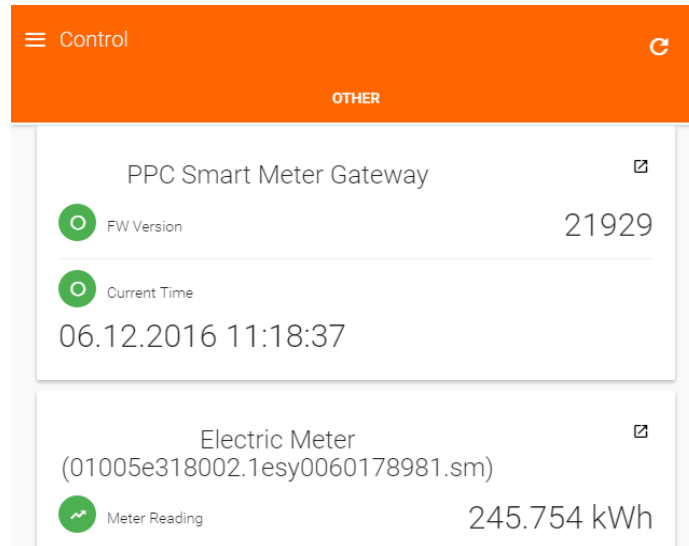 Control
OTHER
PPC Smart Meter Gateway
FW Version 21929
Current Time
06.12.2016 11:18:37
Electric Meter
(01005e318002.1esy0060178981.sm)
Meter Reading 245.754 kWh